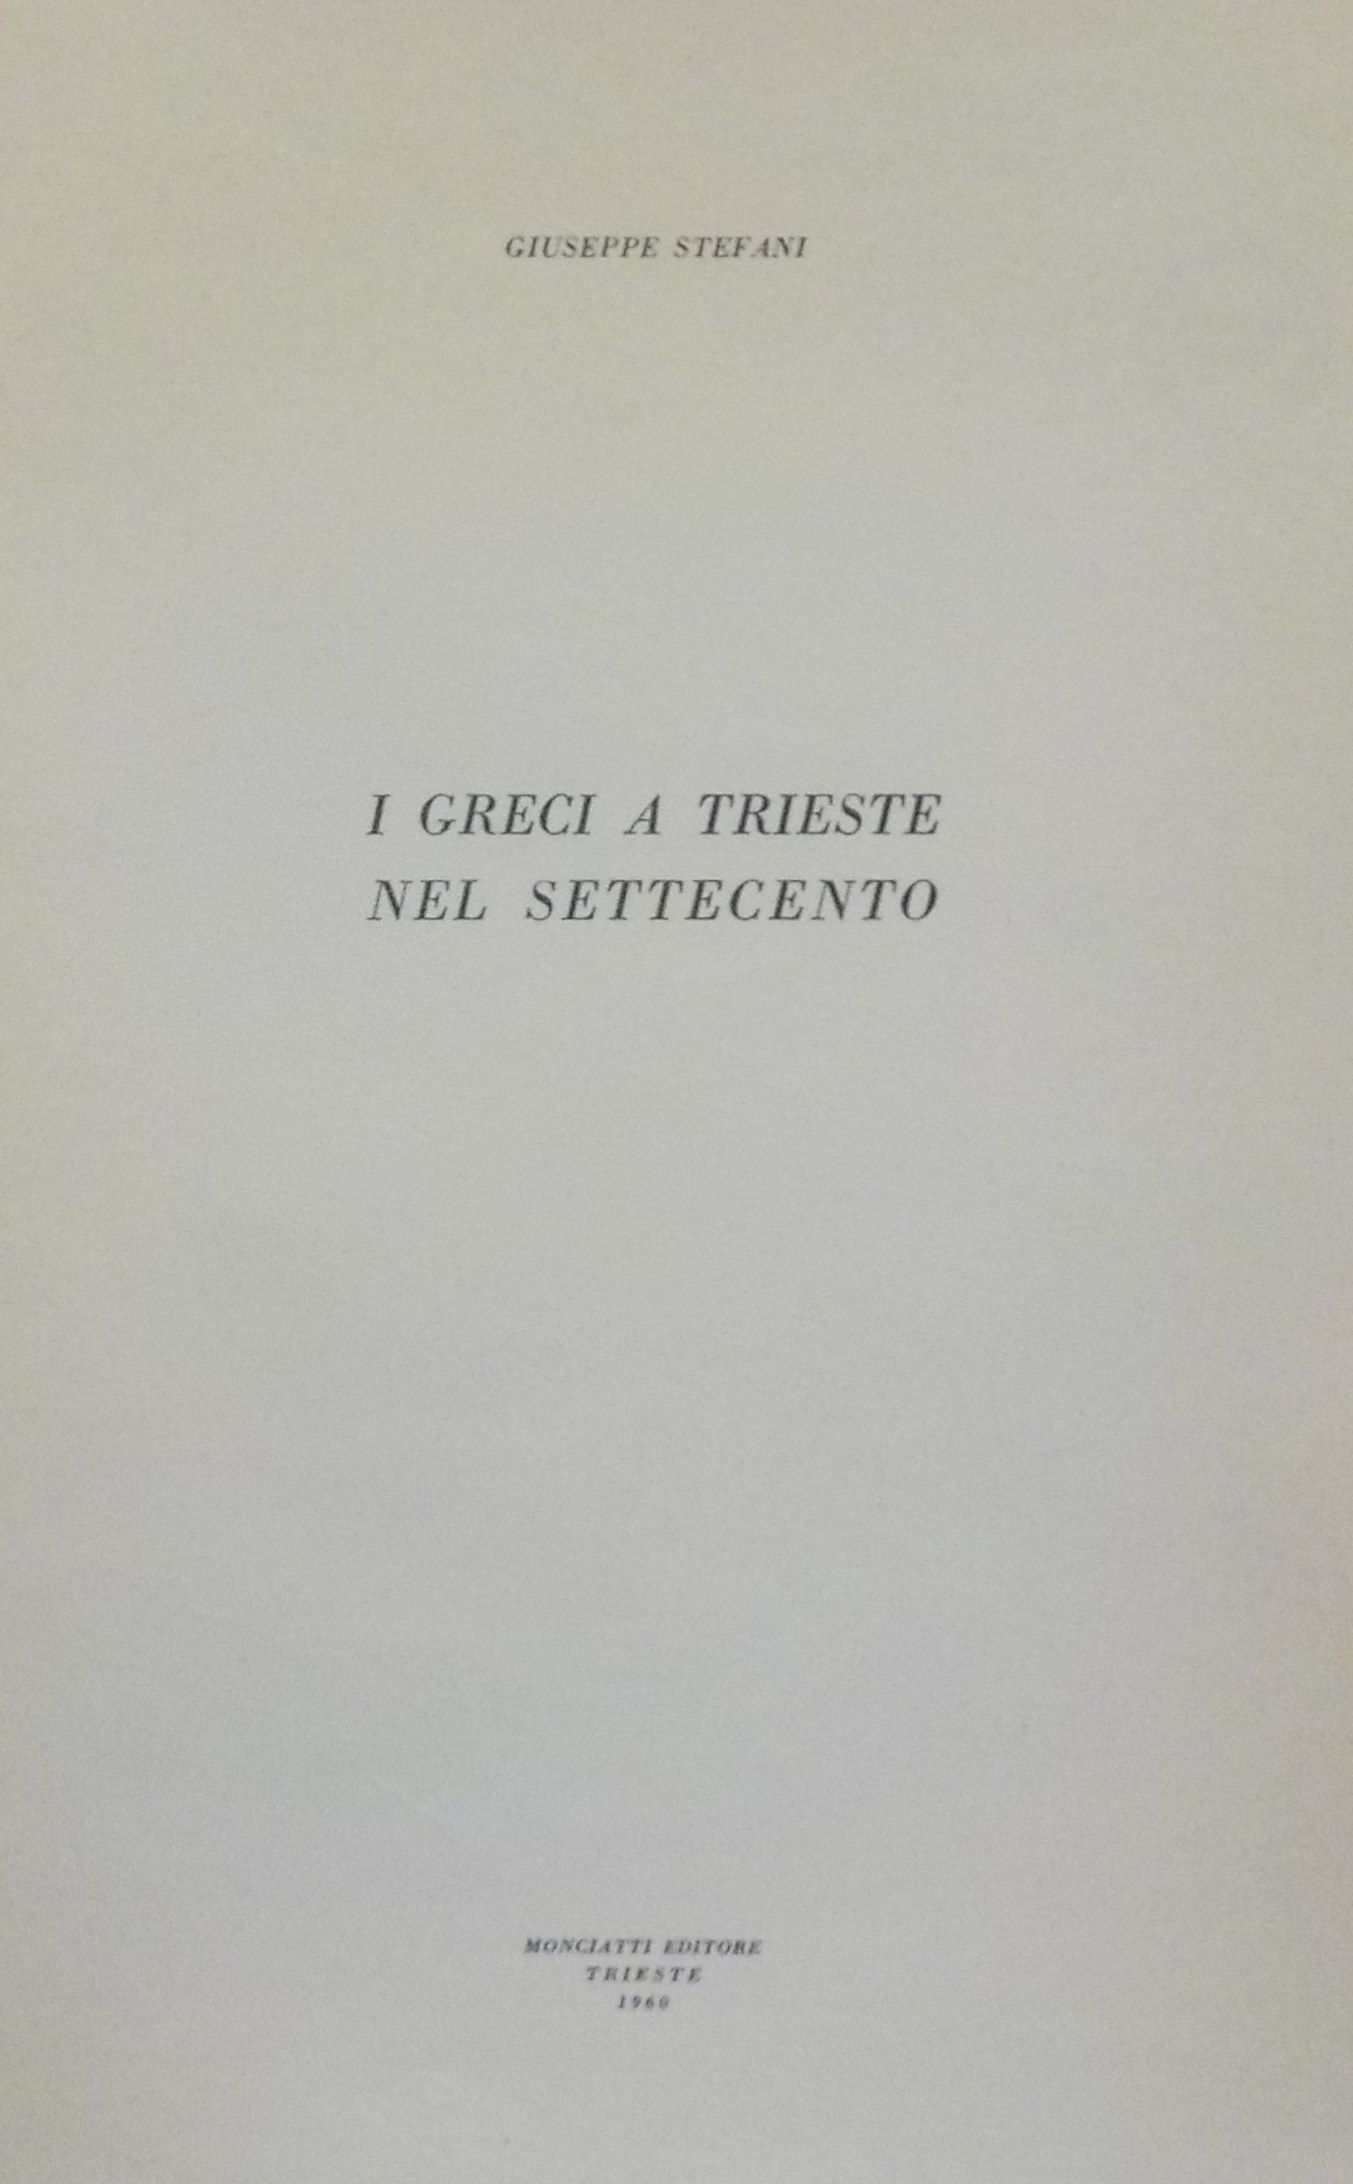 GIUSEPPE STEFANI
I GRECI A TRIESTE
NEL SETTECENTO
MONCIATTI EDITORE
TRIESTE
1960